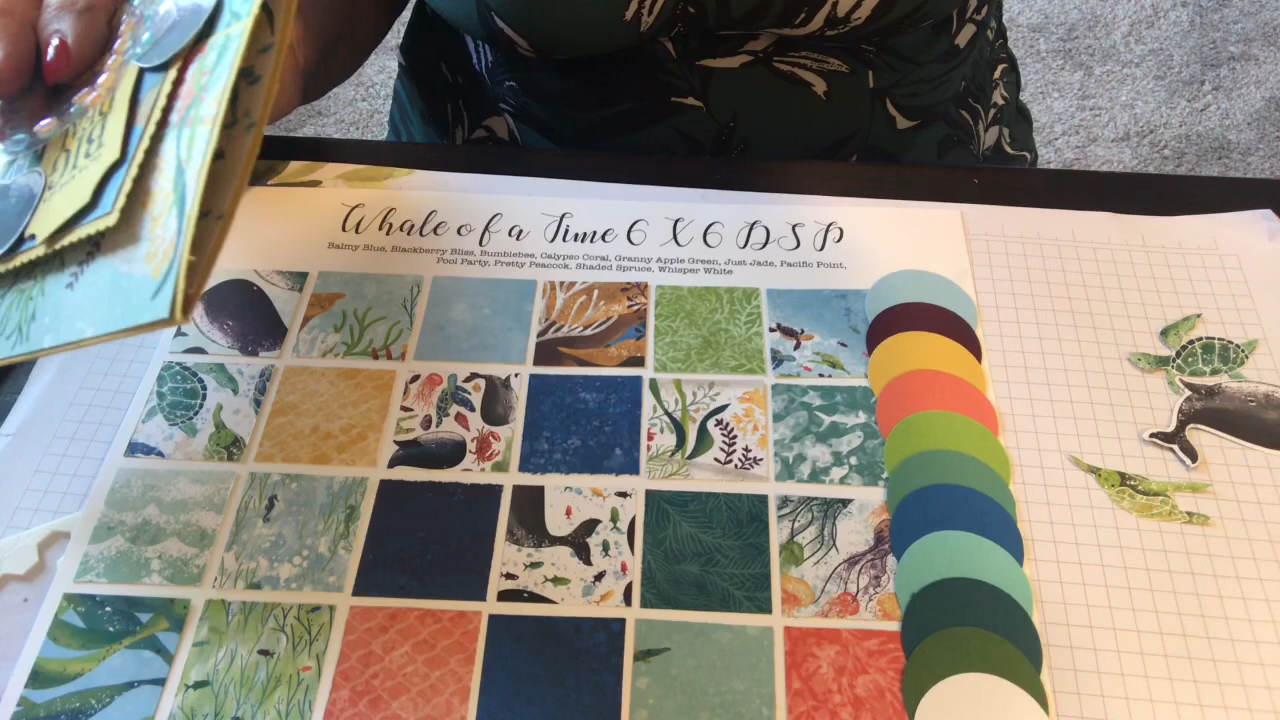 Whale of a Time 6 X 6 DSP
Balmy Blue, Blackberry Bliss, Bumblebee, Calypso Coral, Granny Apple Green, Just Jade, Pacific Point,
Pool Party, Pretty Peacock, Shaded Spruce, Whisper White
BIG